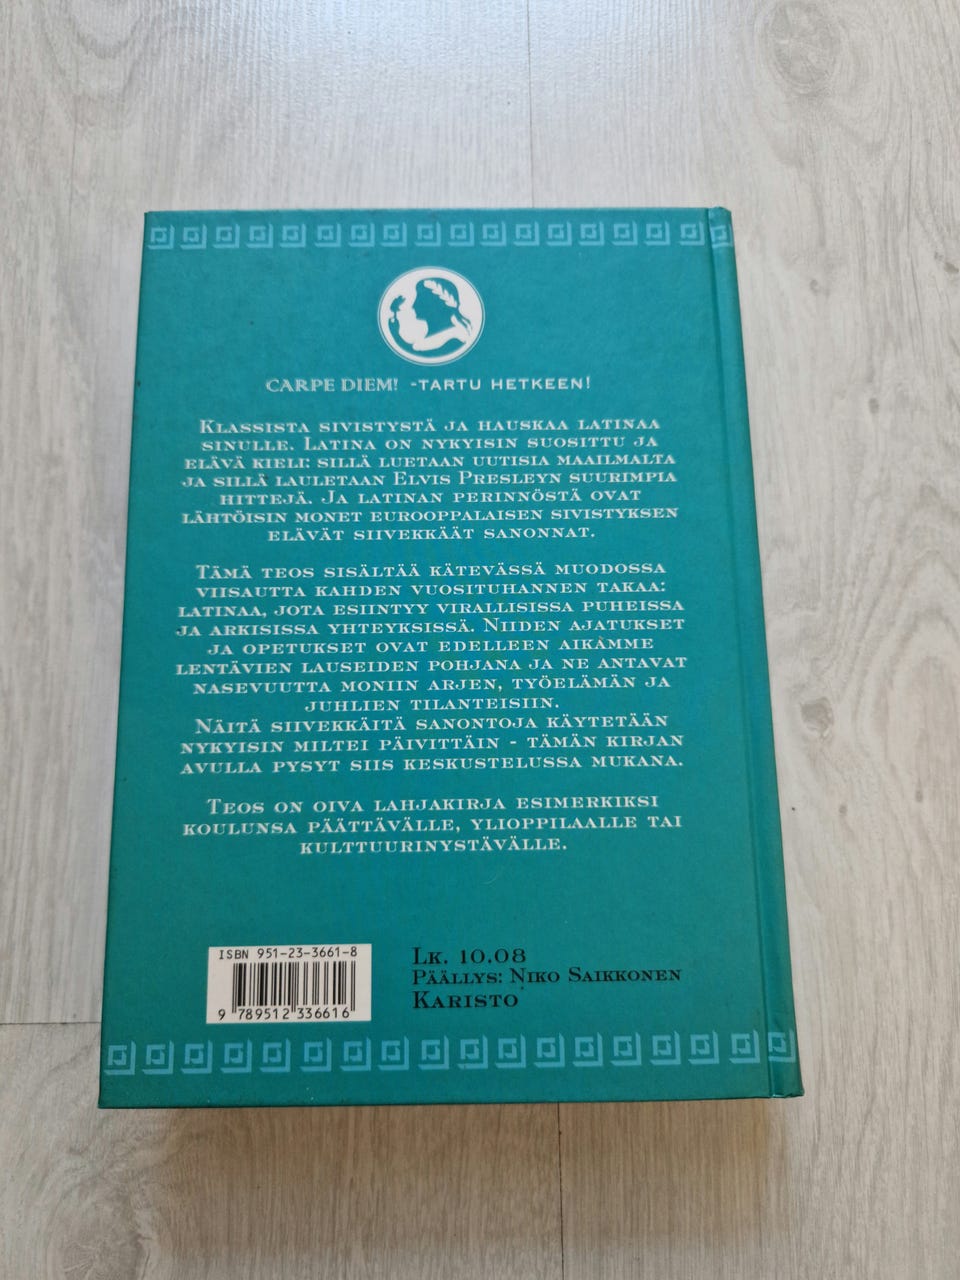 CARPE DIEM! -TARTU HETKEEN!
KLASSISTA SIVISTYSTÄ JA HAUSKAA LATINAA
SINULLE. LATINA ON NYKYISIN SUOSITTU JA
ELÄVÄ KIELI: SILLÄ LUETAAN UUTISIA MAAILMALTA
JA SILLÄ LAULETAAN ELVIS PRESLEYN SUURIMPIA
HITTEJÄ. JA LATINAN PERINNÖSTÄ OVAT
LÄHTÖISIN MONET EUROOPPALAISEN SIVISTYKSEN
ELÄVÄT SIIVEKKÄÄT SANONNAT.
TÄMÄ TEOS SISÄLTÄÄ KÄTEVÄSSÄ MUODOSSA
VIISAUTTA KAHDEN VUOSITUHANNEN TAKAA:
LATINAA, JOTA ESIINTYY VIRALLISISSA PUHEISSA
JA ARKISISSA YHTEYKSISSÄ. NIIDEN AJATUKSET
JA OPETUKSET OVAT EDELLEEN AIKAMME
LENTÄVIEN LAUSEIDEN POHJANA JA NE ANTAVAT
NASEVUUTTA MONIIN ARJEN, TYÖELÄMÄN JA
JUHLIEN TILANTEISIIN.
NÄITÄ SIIVEKKÄITÄ SANONTOJA KÄYTETÄÄN
NYKYISIN MILTEI PÄIVITTÄIN - TÄMÄN KIRJAN
AVULLA PYSYT SIIS KESKUSTELUSSA MUKANA.
TEOS ON OIVA LAHJAKIRJA ESIMERKIKSI
KOULUNSA PÄÄTTÄVÄLLE, YLIOPPILAALLE TAI
KULTTUURINYSTÄVÄLLE.
ISBN 951-23-3661-8
9 789512 336616
LK. 10.08
PÄÄLLYS: NIKO SAIKKONEN
KARISTO